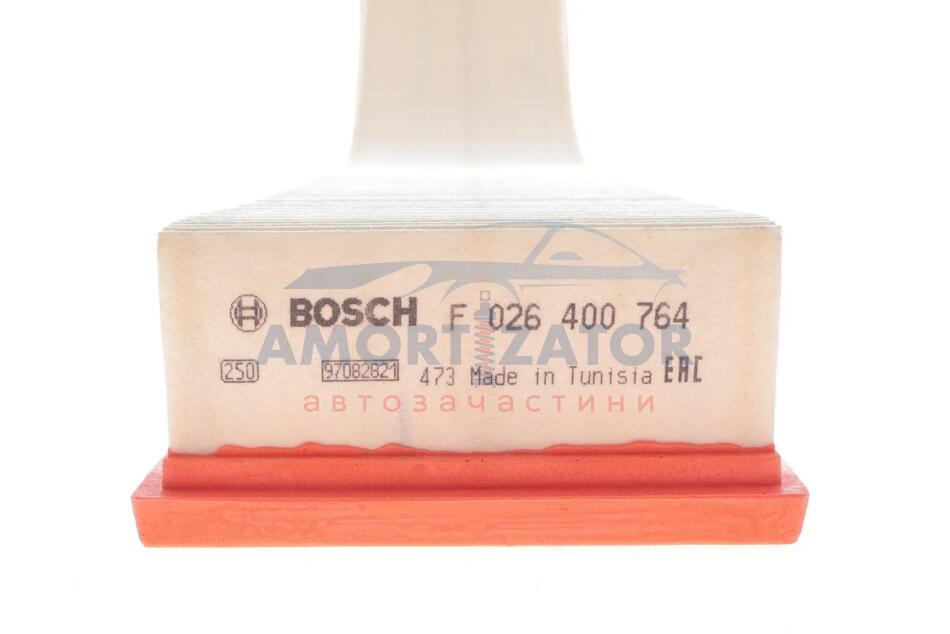 BOSCH F 026 400 764
AMORTIZATOR
250 97082821 473 Made in Tunisia EAC
автозачастини